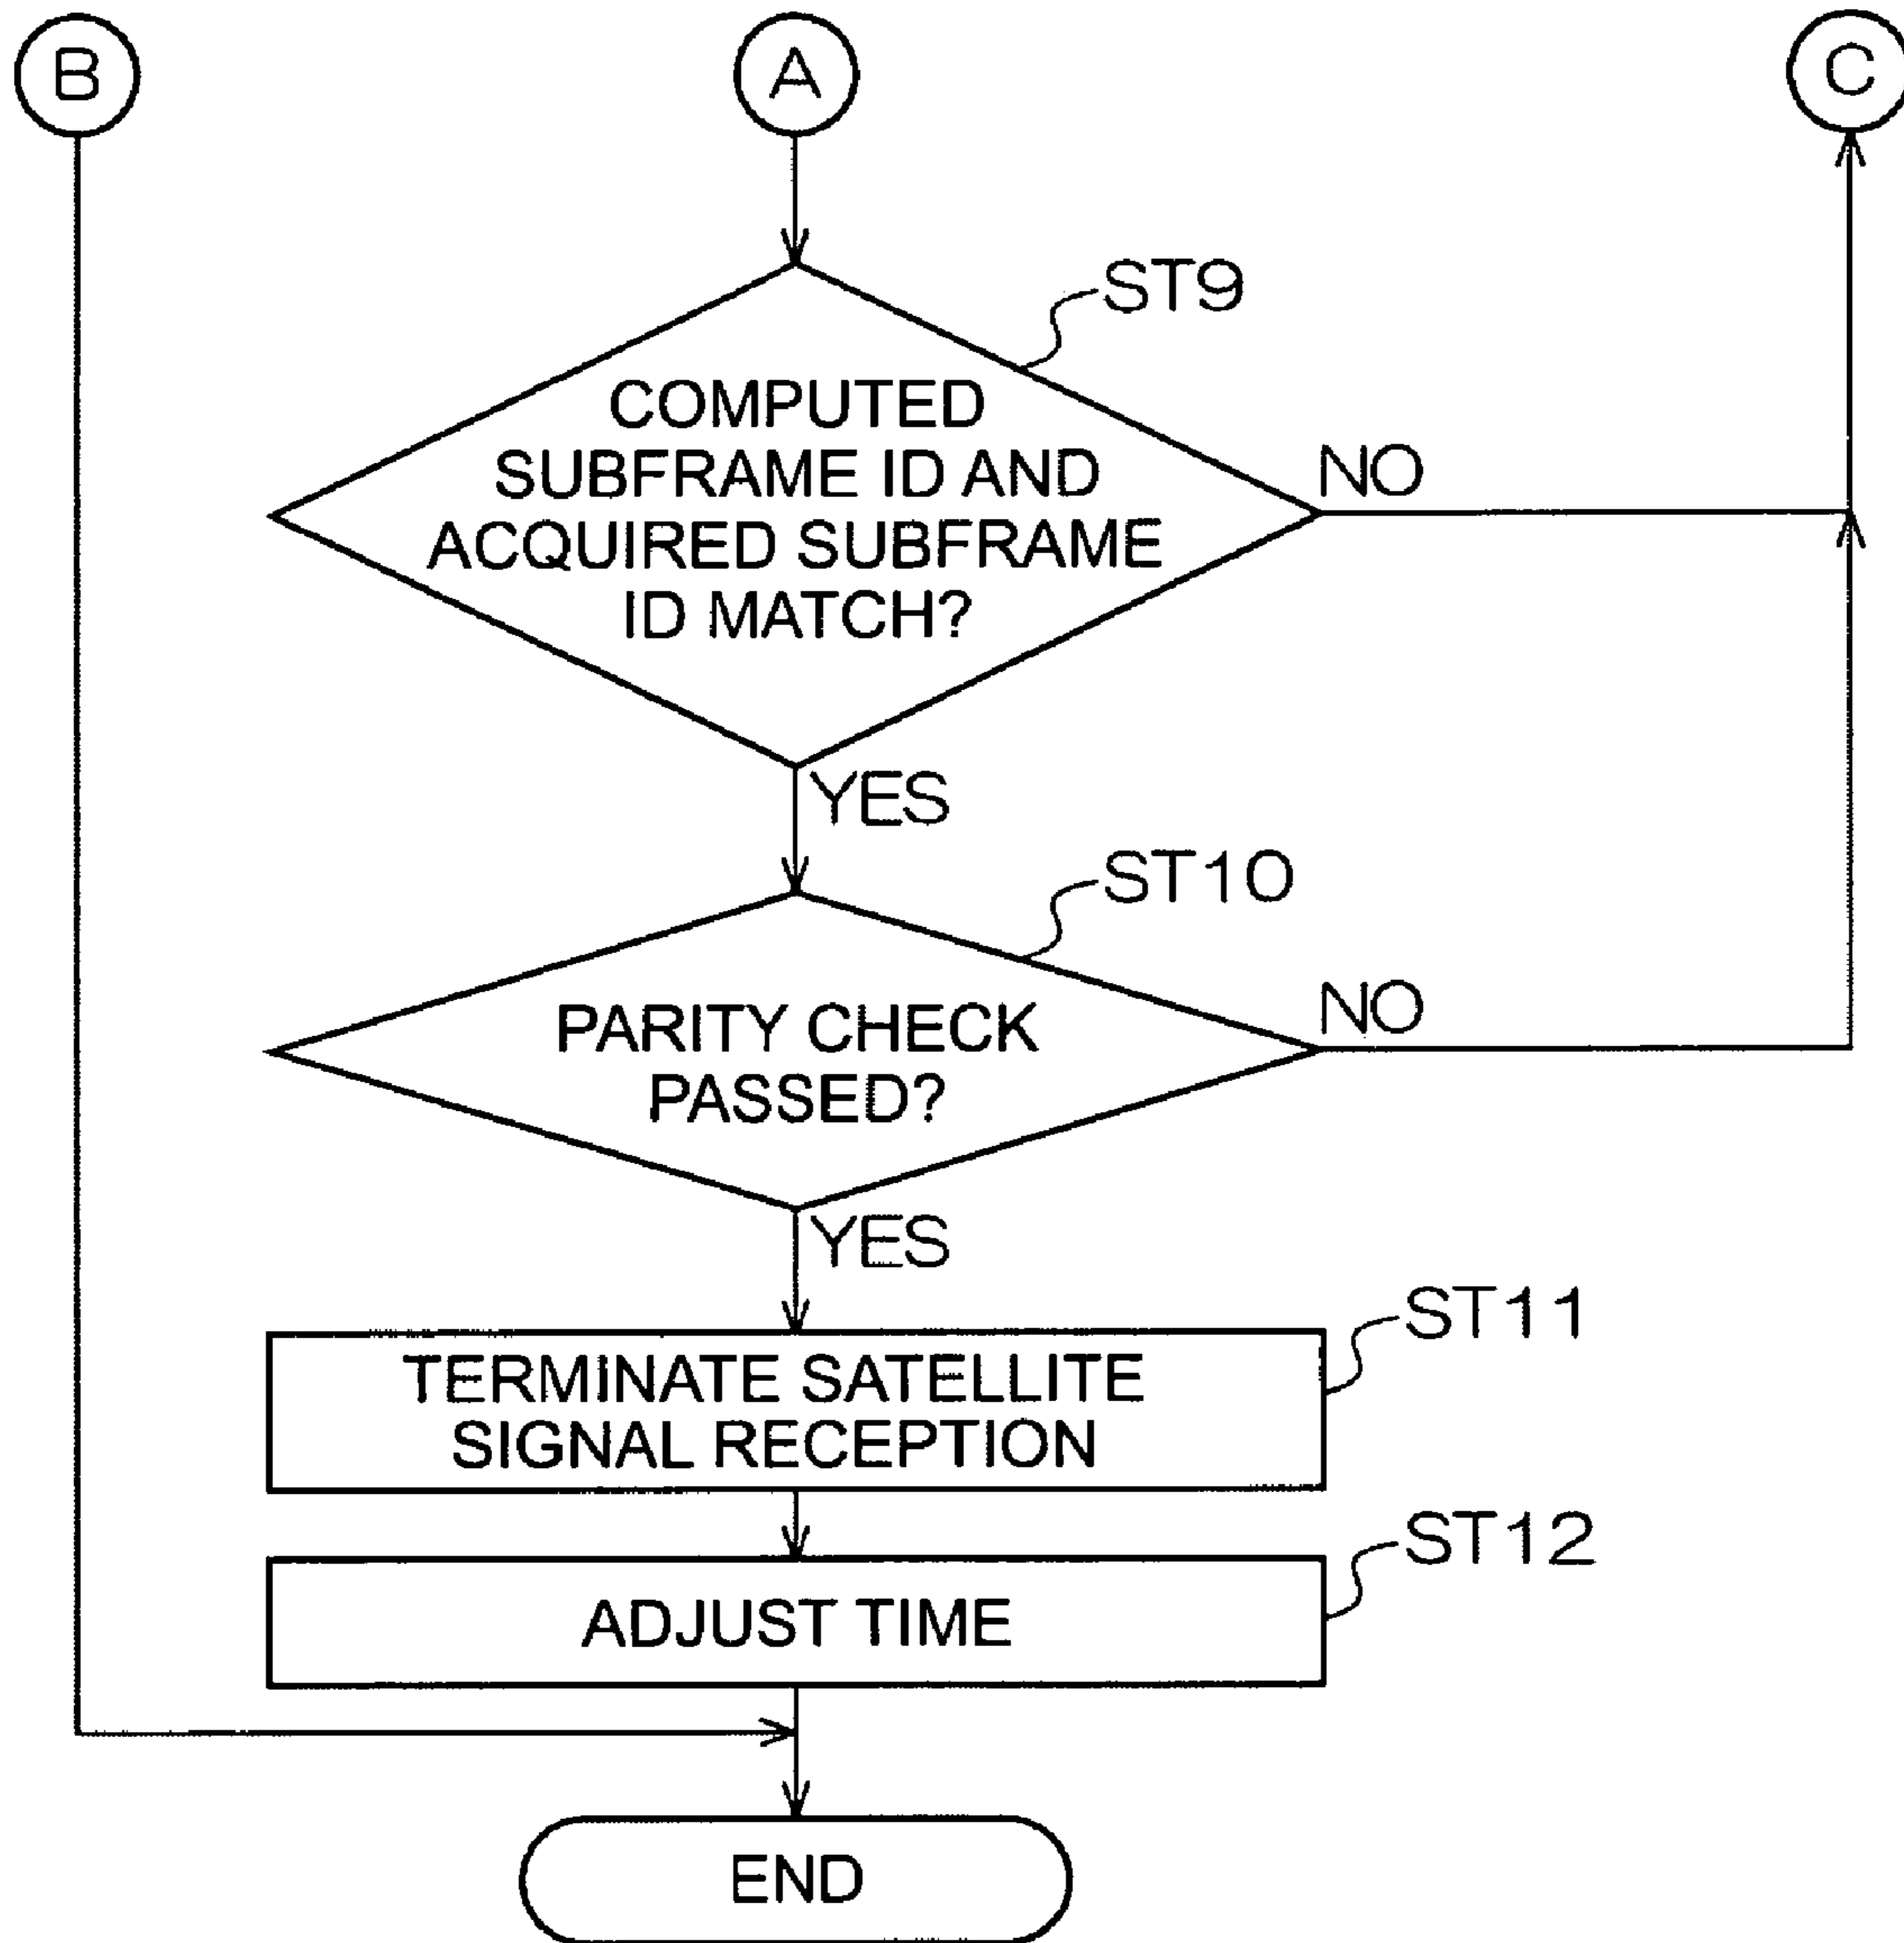 B
A
C
ST9
COMPUTED
SUBFRAME ID AND
ACQUIRED SUBFRAME
ID MATCH?
NO
YES
ST10
PARITY CHECK
PASSED?
NO
YES
ST11
TERMINATE SATELLITE
SIGNAL RECEPTION
ST12
ADJUST TIME
END